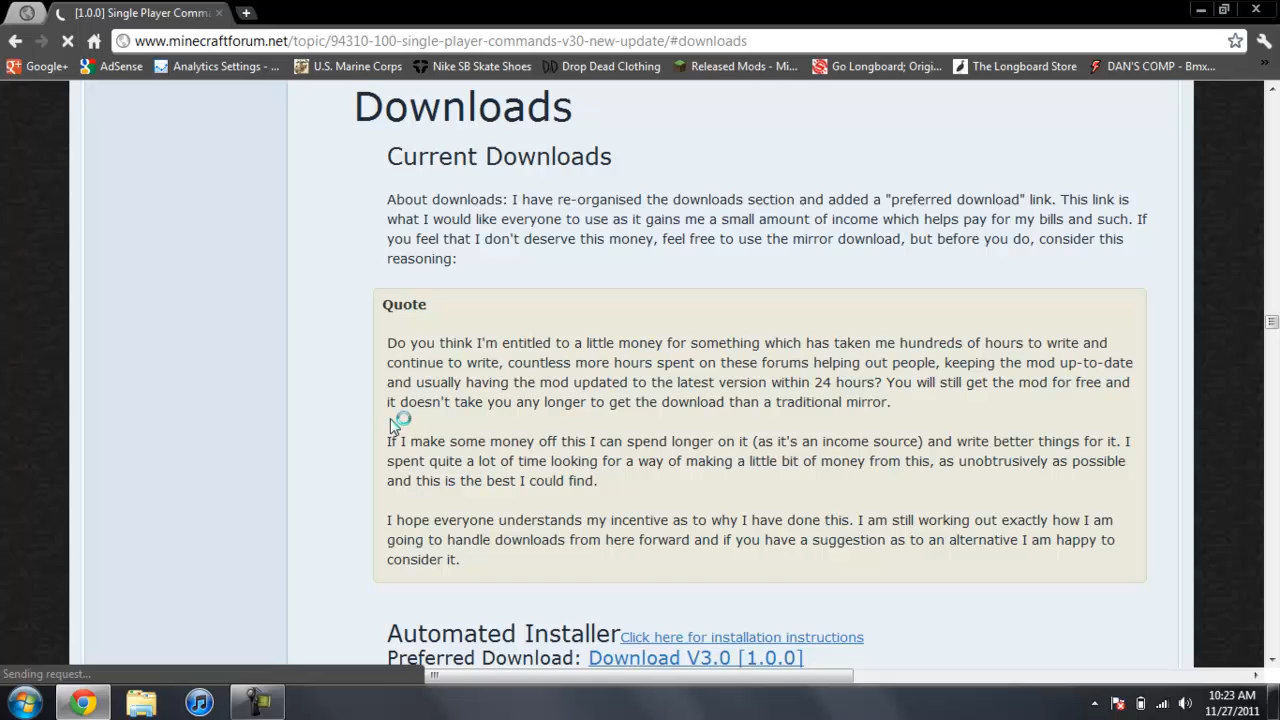 [1.0.0] Single Player Comma
www.minecraftforum.net/topic/94310-100-single-player-commands-v30-new-update/#downloads
Google+ AdSense Analytics Settings - ... U.S. Marine Corps Nike SB Skate Shoes Drop Dead Clothing Released Mods - Mi... Go Longboard; Origi... The Longboard Store DAN'S COMP - Bmx...
Downloads
Current Downloads
About downloads: I have re-organised the downloads section and added a "preferred download" link. This link is
what I would like everyone to use as it gains me a small amount of income which helps pay for my bills and such. If
you feel that I don't deserve this money, feel free to use the mirror download, but before you do, consider this
reasoning:
Quote
Do you think I'm entitled to a little money for something which has taken me hundreds of hours to write and
continue to write, countless more hours spent on these forums helping out people, keeping the mod up-to-date
and usually having the mod updated to the latest version within 24 hours? You will still get the mod for free and
it doesn't take you any longer to get the download than a traditional mirror.
If I make some money off this I can spend longer on it (as it's an income source) and write better things for it. I
spent quite a lot of time looking for a way of making a little bit of money from this, as unobtrusively as possible
and this is the best I could find.
I hope everyone understands my incentive as to why I have done this. I am still working out exactly how I am
going to handle downloads from here forward and if you have a suggestion as to an alternative I am happy to
consider it.
Automated Installer Click here for installation instructions
Preferred Download: Download V3.0 [1.0.0]
Sending request...
10:23 AM
11/27/2011